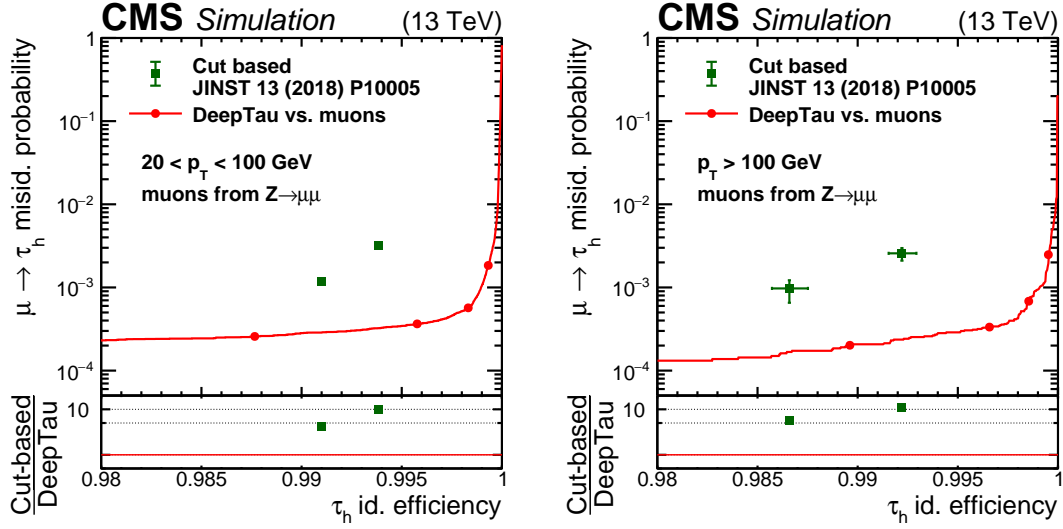 CMS Simulation (13 TeV)
μ → τh misid. probability
1
10⁻¹
10⁻²
10⁻³
10⁻⁴
Cut based
JINST 13 (2018) P10005
DeepTau vs. muons
20 < pT < 100 GeV
muons from Z→μμ
Cut-based
DeepTau
10
0.98 0.985 0.99 0.995 1
τh id. efficiency
CMS Simulation (13 TeV)
μ → τh misid. probability
1
10⁻¹
10⁻²
10⁻³
10⁻⁴
Cut based
JINST 13 (2018) P10005
DeepTau vs. muons
pT > 100 GeV
muons from Z→μμ
Cut-based
DeepTau
10
0.98 0.985 0.99 0.995 1
τh id. efficiency